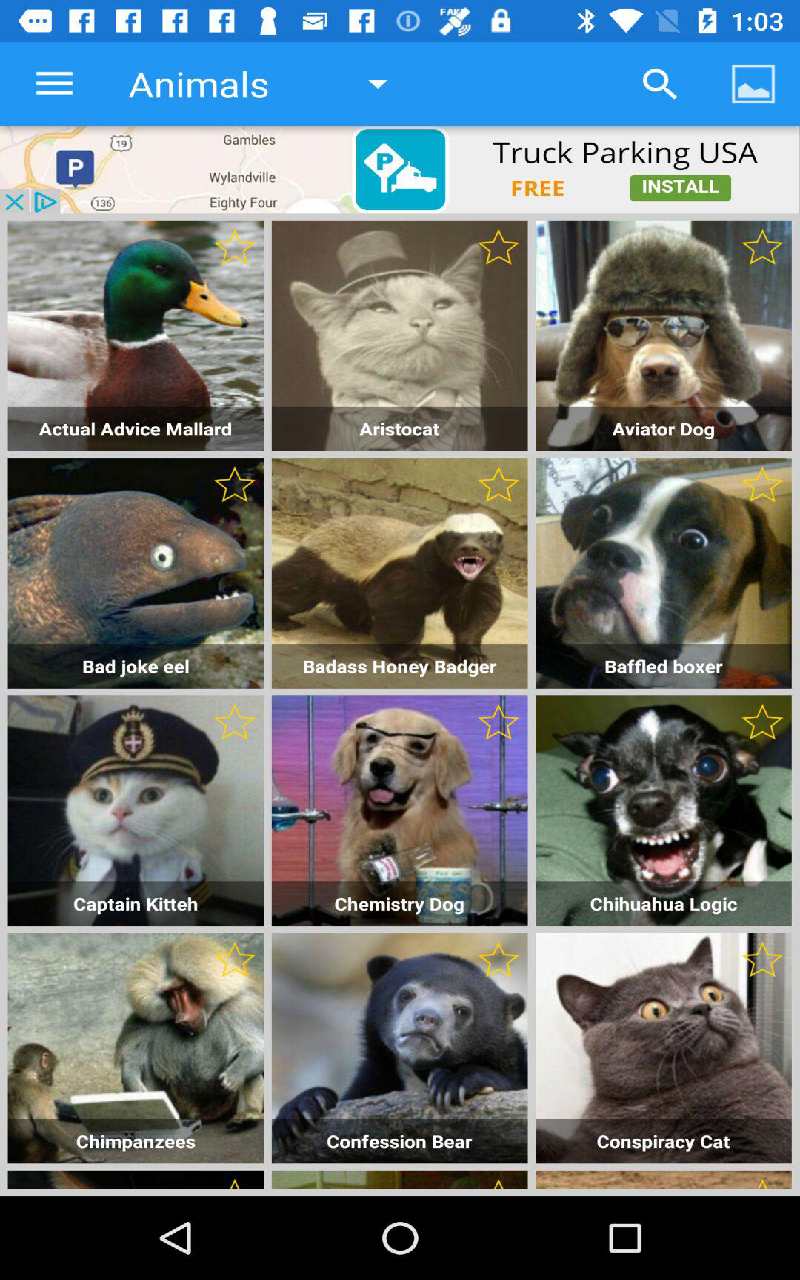 FAKE
1:03
Animals
19
Gambles
P
Wylandville
136
Eighty Four
P
Truck Parking USA
FREE
INSTALL
Actual Advice Mallard
Aristocat
Aviator Dog
Bad joke eel
Badass Honey Badger
Baffled boxer
Captain Kitteh
Chemistry Dog
Chihuahua Logic
Chimpanzees
Confession Bear
Conspiracy Cat